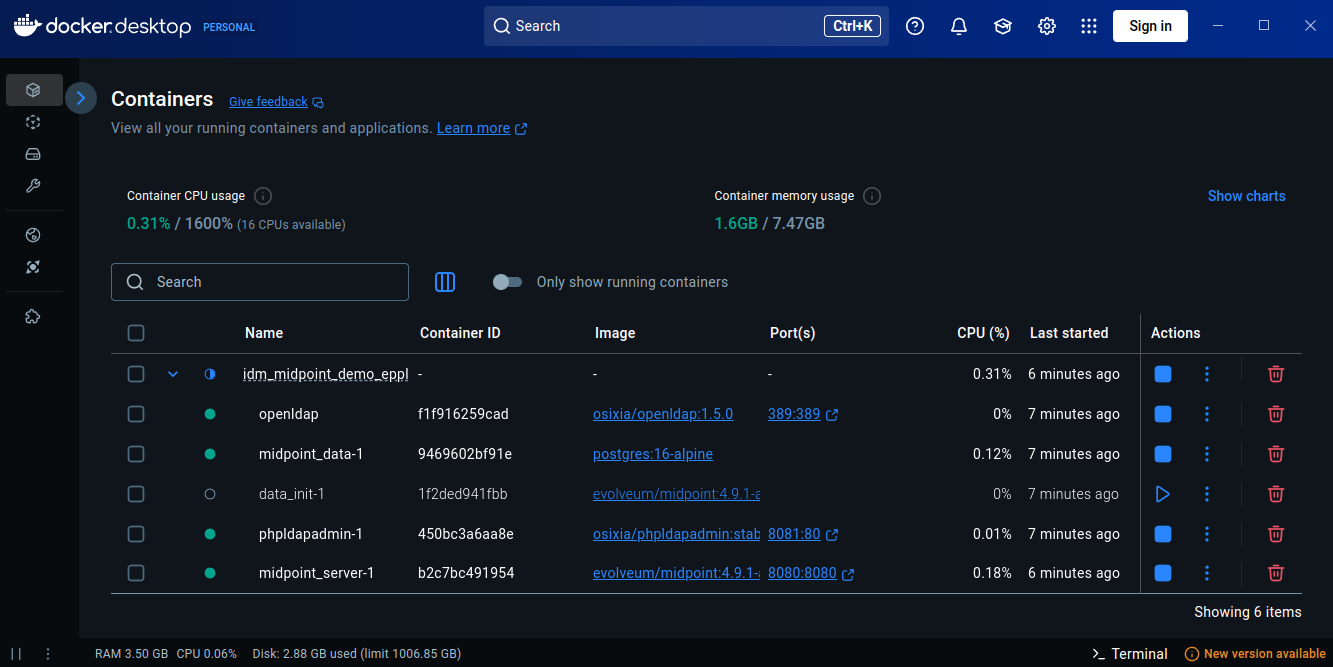 docker desktop PERSONAL Search Ctrl+K Sign in
Containers Give feedback
View all your running containers and applications. Learn more
Container CPU usage Container memory usage Show charts
0.31% / 1600% (16 CPUs available) 1.6GB / 7.47GB
Search Only show running containers
Name Container ID Image Port(s) CPU (%) Last started Actions
idm_midpoint_demo_eppl - - - 0.31% 6 minutes ago
openldap f1f916259cad osixia/openldap:1.5.0 389:389 0% 7 minutes ago
midpoint_data-1 9469602bf91e postgres:16-alpine 0.12% 7 minutes ago
data_init-1 1f2ded941fbb evolveum/midpoint:4.9.1-a 0% 7 minutes ago
phpldapadmin-1 450bc3a6aa8e osixia/phpldapadmin:stab 8081:80 0.01% 7 minutes ago
midpoint_server-1 b2c7bc491954 evolveum/midpoint:4.9.1-a 8080:8080 0.18% 6 minutes ago
Showing 6 items
RAM 3.50 GB CPU 0.06% Disk: 2.88 GB used (limit 1006.85 GB) Terminal New version available